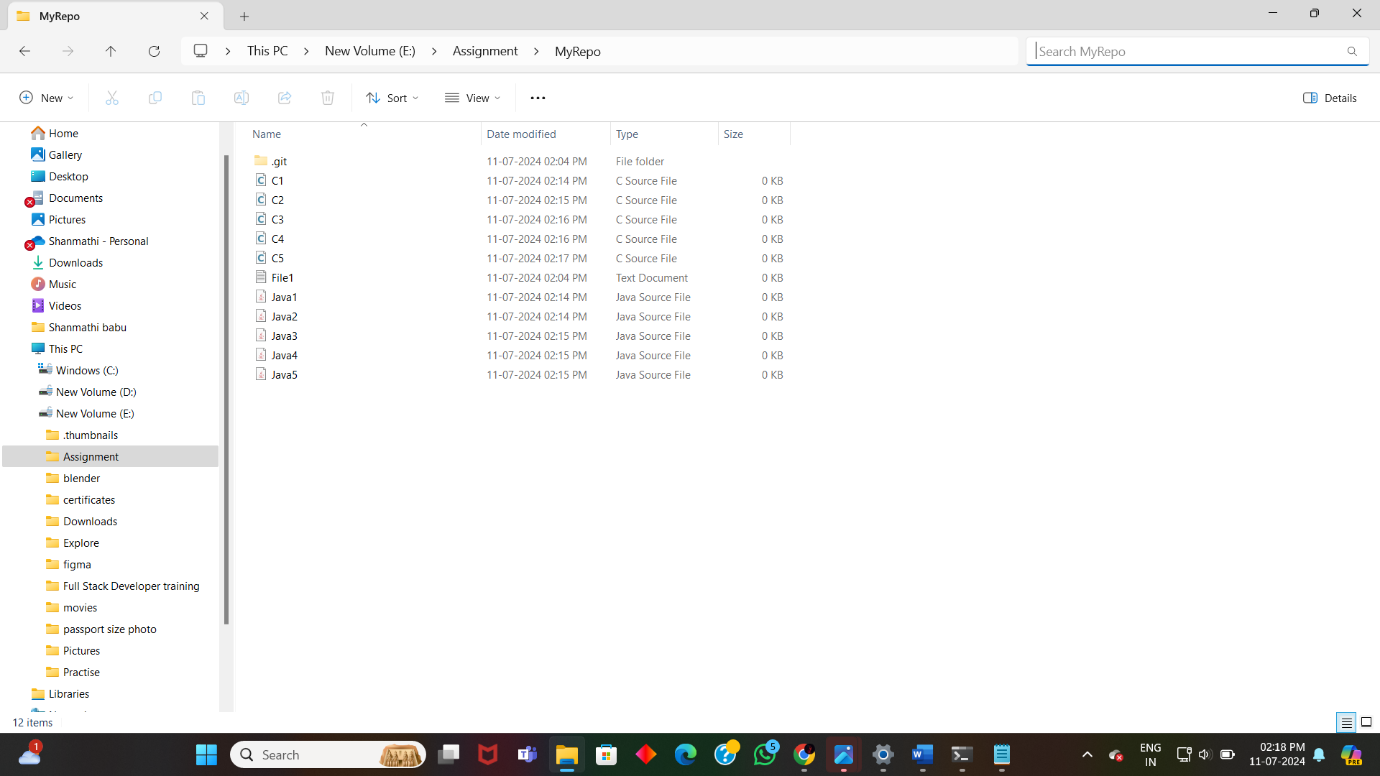 MyRepo
This PC > New Volume (E:) > Assignment > MyRepo
Search MyRepo
New
Sort
View
Details
Home
Gallery
Desktop
Documents
Pictures
Shanmathi - Personal
Downloads
Music
Videos
Shanmathi babu
This PC
Windows (C:)
New Volume (D:)
New Volume (E:)
.thumbnails
Assignment
blender
certificates
Downloads
Explore
figma
Full Stack Developer training
movies
passport size photo
Pictures
Practise
Libraries
Name Date modified Type Size
.git 11-07-2024 02:04 PM File folder
C1 11-07-2024 02:14 PM C Source File 0 KB
C2 11-07-2024 02:15 PM C Source File 0 KB
C3 11-07-2024 02:16 PM C Source File 0 KB
C4 11-07-2024 02:16 PM C Source File 0 KB
C5 11-07-2024 02:17 PM C Source File 0 KB
File1 11-07-2024 02:04 PM Text Document 0 KB
Java1 11-07-2024 02:14 PM Java Source File 0 KB
Java2 11-07-2024 02:14 PM Java Source File 0 KB
Java3 11-07-2024 02:15 PM Java Source File 0 KB
Java4 11-07-2024 02:15 PM Java Source File 0 KB
Java5 11-07-2024 02:15 PM Java Source File 0 KB
12 items
1
Search
5
ENG
IN
02:18 PM
11-07-2024
PRE